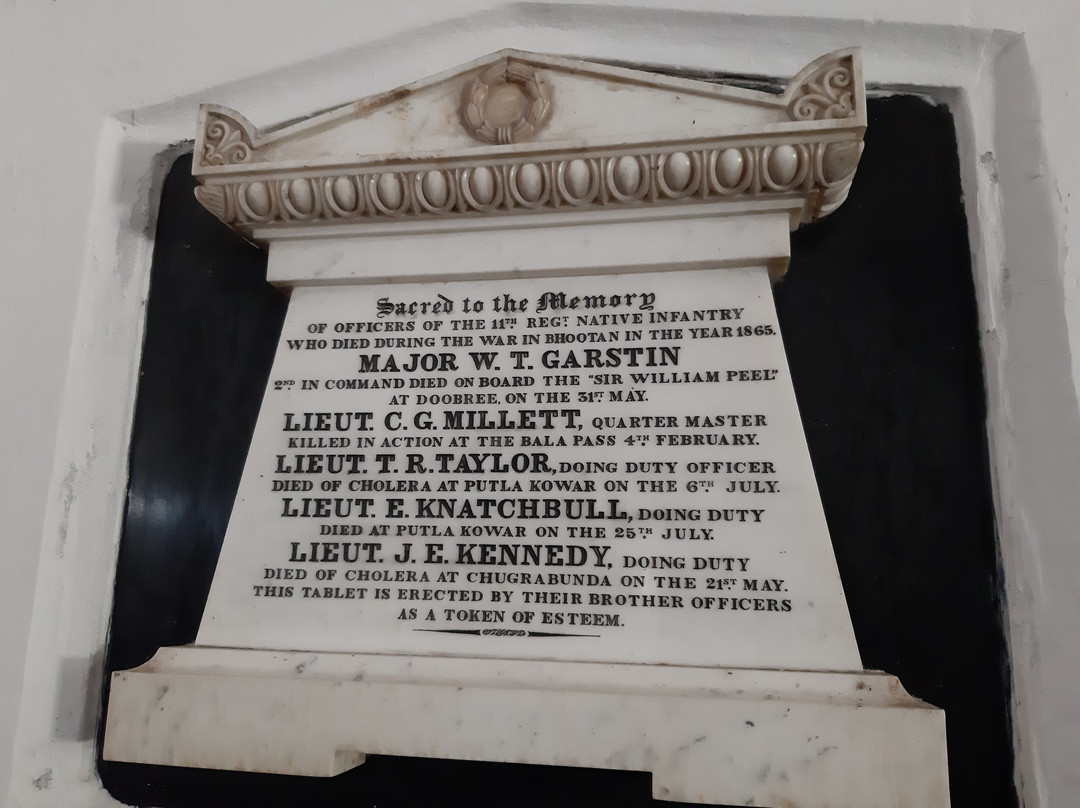 Sacred to the Memory
OF OFFICERS OF THE 11TH REGT NATIVE INFANTRY
WHO DIED DURING THE WAR IN BHOOTAN IN THE YEAR 1865.
MAJOR W. T. GARSTIN
2ND IN COMMAND DIED ON BOARD THE "SIR WILLIAM PEEL"
AT DOOBREE, ON THE 31ST MAY.
LIEUT. C. G. MILLETT, QUARTER MASTER
KILLED IN ACTION AT THE BALA PASS 4TH FEBRUARY.
LIEUT. T. R. TAYLOR, DOING DUTY OFFICER
DIED OF CHOLERA AT PUTLA KOWAR ON THE 6TH JULY.
LIEUT. E. KNATCHBULL, DOING DUTY
DIED AT PUTLA KOWAR ON THE 25TH JULY.
LIEUT. J. E. KENNEDY, DOING DUTY
DIED OF CHOLERA AT CHUGRABUNDA ON THE 21ST MAY.
THIS TABLET IS ERECTED BY THEIR BROTHER OFFICERS
AS A TOKEN OF ESTEEM.